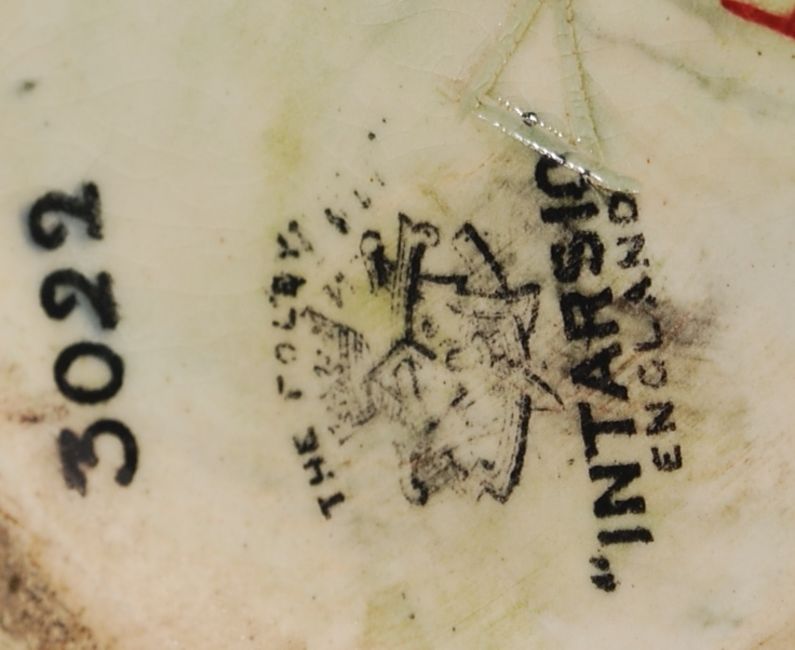 3022
THE FOLEY
"INTARSIO
ENGLAND